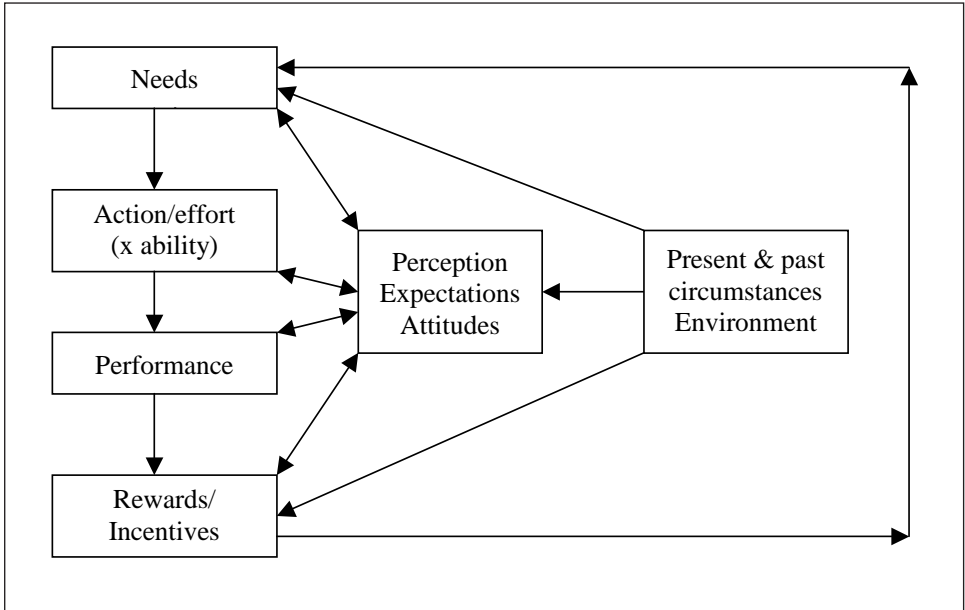 Needs
Action/effort
(x ability)
Perception
Expectations
Attitudes
Present & past
circumstances
Environment
Performance
Rewards/
Incentives